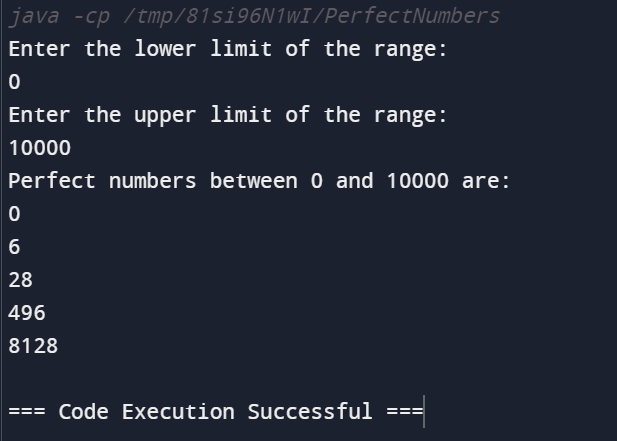 java -cp /tmp/81si96N1wI/PerfectNumbers
Enter the lower limit of the range:
0
Enter the upper limit of the range:
10000
Perfect numbers between 0 and 10000 are:
0
6
28
496
8128
=== Code Execution Successful ===